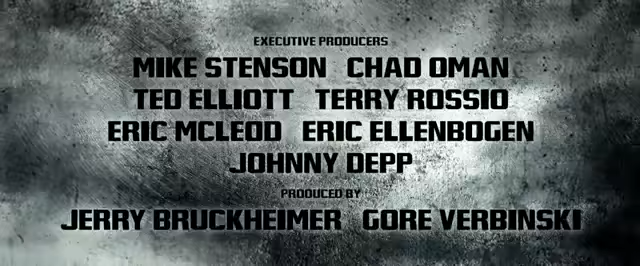 EXECUTIVE PRODUCERS
MIKE STENSON CHAD OMAN
TED ELLIOTT TERRY ROSSIO
ERIC MCLEOD ERIC ELLENBOGEN
JOHNNY DEPP
PRODUCED BY
JERRY BRUCKHEIMER GORE VERBINSKI